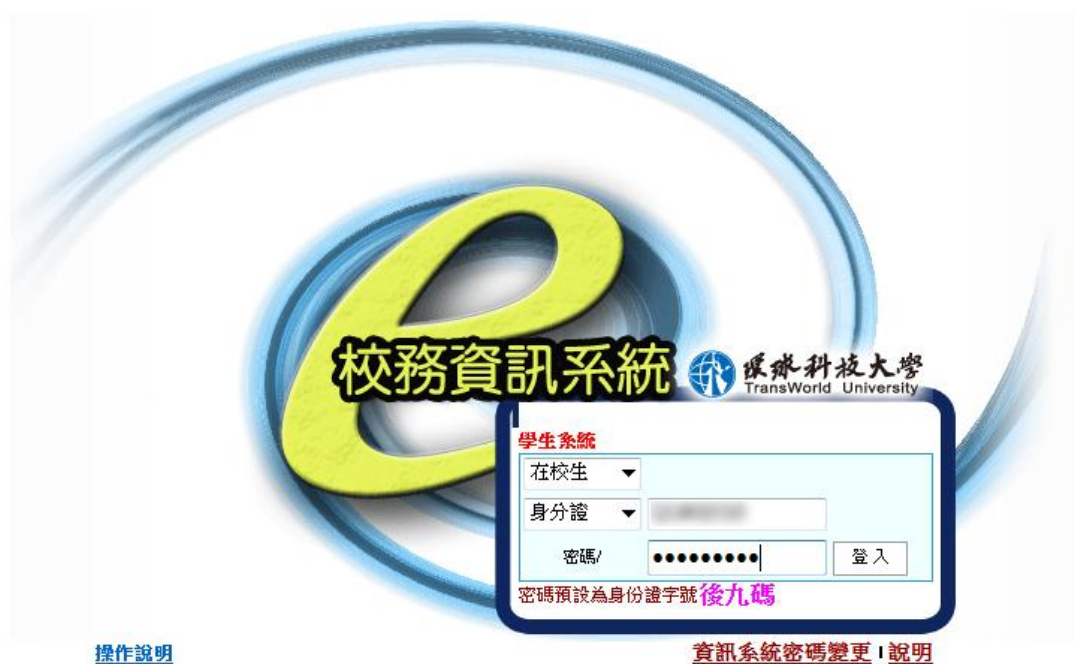 e
校務資訊系統
環球科技大學
TransWorld University
學生系統
在校生
身分證
密碼/
登入
密碼預設為身份證字號後九碼
操作說明
資訊系統密碼變更 | 說明